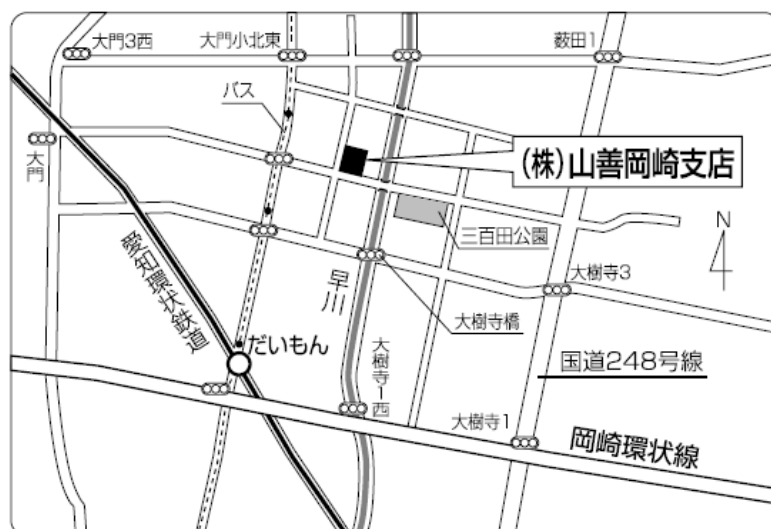 大門3西
大門小北東
薮田1
バス
大門
(株)山善岡崎支店
三百田公園
N
愛知環状鉄道
早川
大樹寺3
大樹寺橋
だいもん
大樹寺1西
国道248号線
大樹寺1
岡崎環状線